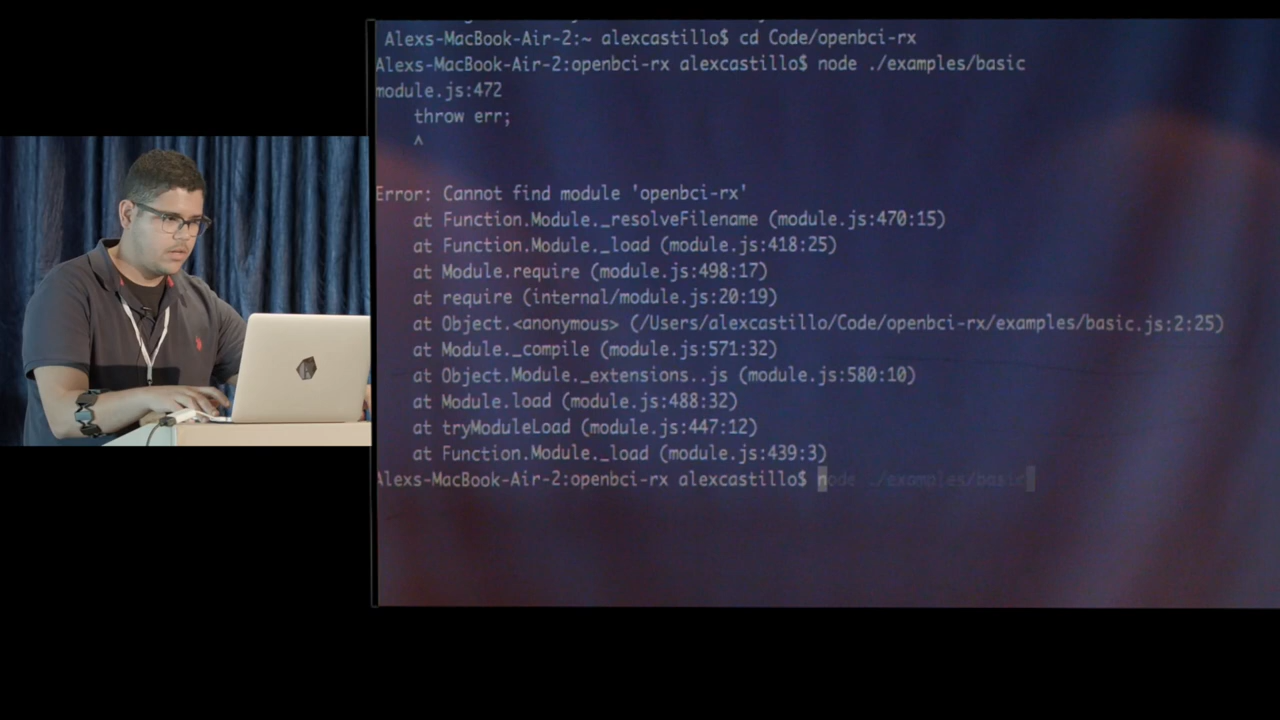 Alexs-MacBook-Air-2:~ alexcastillo$ cd Code/openbci-rx
Alexs-MacBook-Air-2:openbci-rx alexcastillo$ node ./examples/basic
module.js:472
    throw err;
    ^
Error: Cannot find module 'openbci-rx'
    at Function.Module._resolveFilename (module.js:470:15)
    at Function.Module._load (module.js:418:25)
    at Module.require (module.js:498:17)
    at require (internal/module.js:20:19)
    at Object.<anonymous> (/Users/alexcastillo/Code/openbci-rx/examples/basic.js:2:25)
    at Module._compile (module.js:571:32)
    at Object.Module._extensions..js (module.js:580:10)
    at Module.load (module.js:488:32)
    at tryModuleLoad (module.js:447:12)
    at Function.Module._load (module.js:439:3)
Alexs-MacBook-Air-2:openbci-rx alexcastillo$ node ./examples/basic